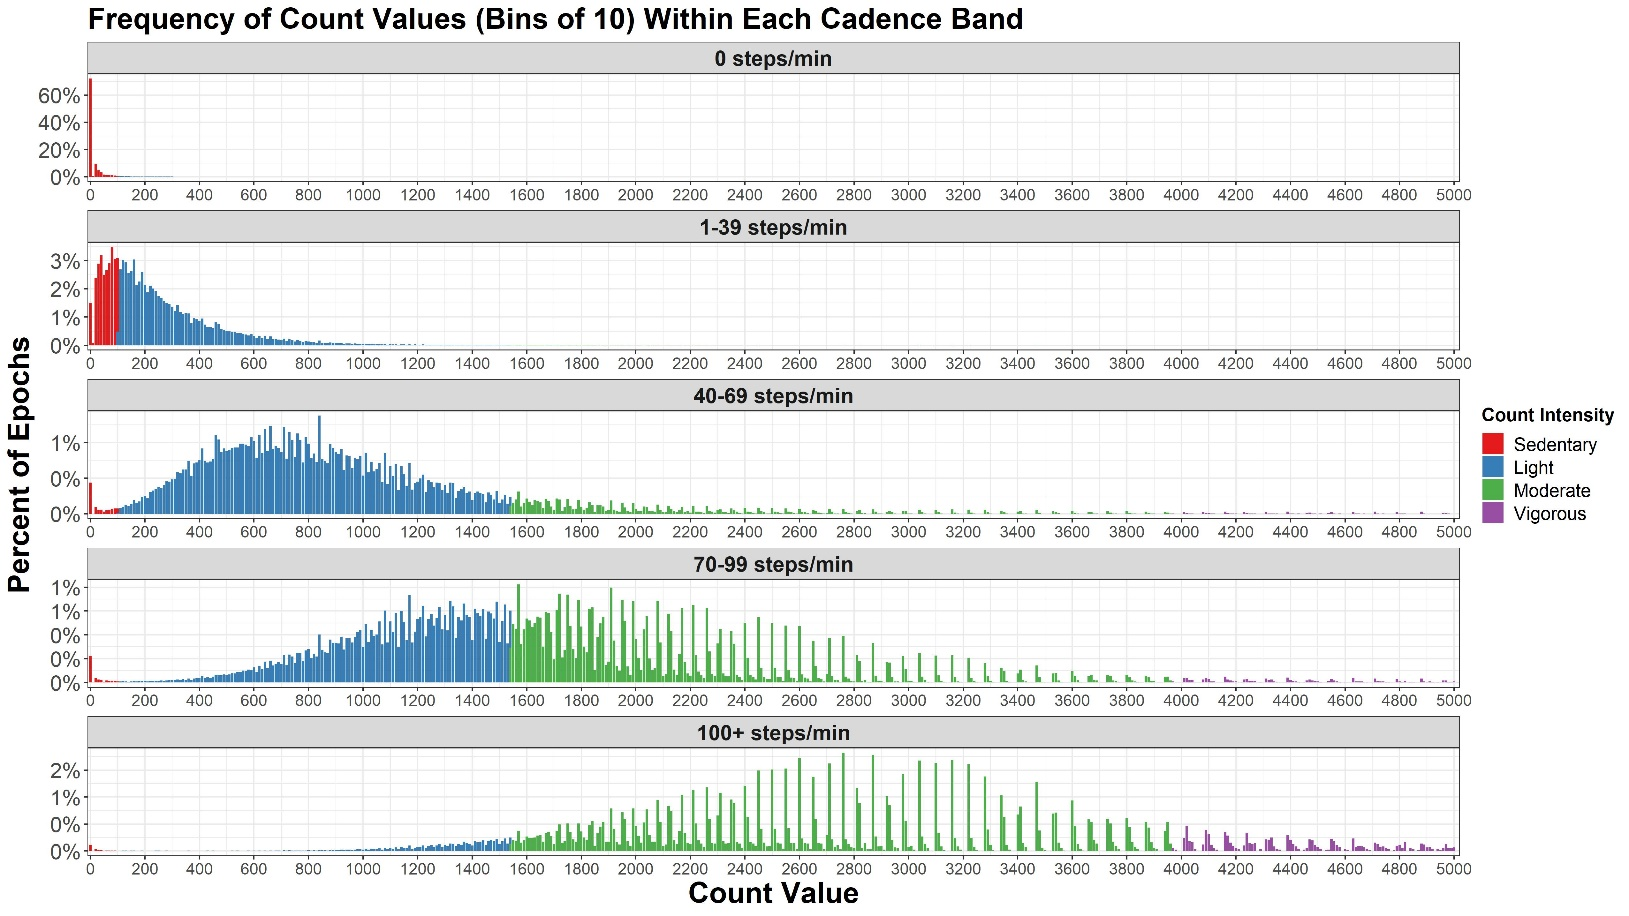 Frequency of Count Values (Bins of 10) Within Each Cadence Band
0 steps/min
60%
40%
20%
0%
0 200 400 600 800 1000 1200 1400 1600 1800 2000 2200 2400 2600 2800 3000 3200 3400 3600 3800 4000 4200 4400 4600 4800 5000
1-39 steps/min
3%
2%
1%
0%
0 200 400 600 800 1000 1200 1400 1600 1800 2000 2200 2400 2600 2800 3000 3200 3400 3600 3800 4000 4200 4400 4600 4800 5000
40-69 steps/min
1%
0%
0%
0 200 400 600 800 1000 1200 1400 1600 1800 2000 2200 2400 2600 2800 3000 3200 3400 3600 3800 4000 4200 4400 4600 4800 5000
70-99 steps/min
1%
1%
0%
0%
0%
0 200 400 600 800 1000 1200 1400 1600 1800 2000 2200 2400 2600 2800 3000 3200 3400 3600 3800 4000 4200 4400 4600 4800 5000
100+ steps/min
2%
1%
0%
0%
0 200 400 600 800 1000 1200 1400 1600 1800 2000 2200 2400 2600 2800 3000 3200 3400 3600 3800 4000 4200 4400 4600 4800 5000
Count Value
Percent of Epochs
Count Intensity
Sedentary
Light
Moderate
Vigorous